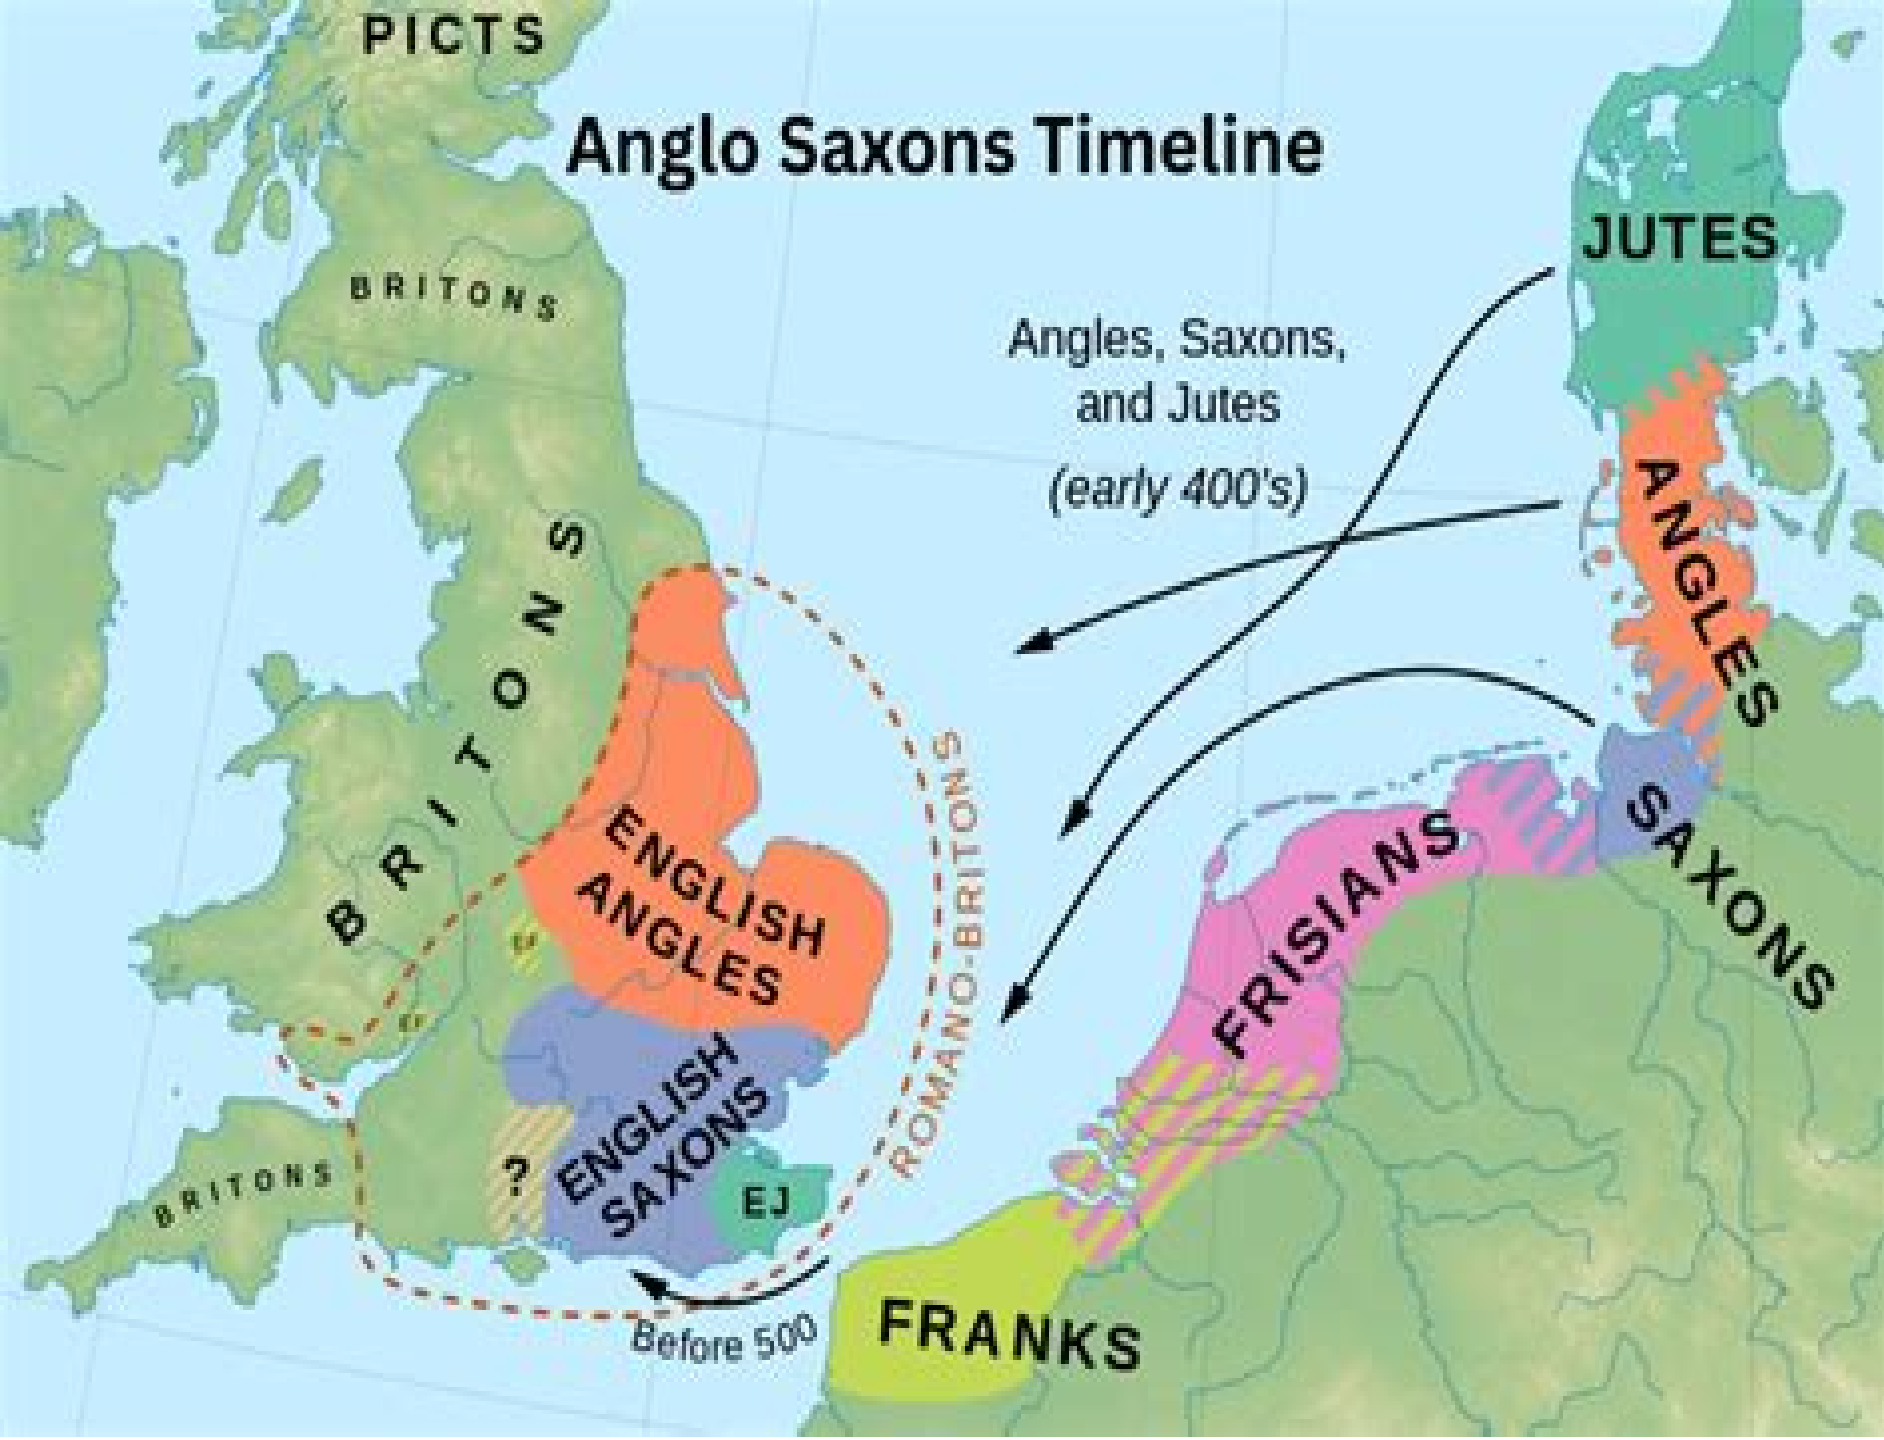 PICTS
Anglo Saxons Timeline
JUTES
BRITONS
Angles, Saxons,
and Jutes
(early 400's)
ANGLES
BRITONS
ROMANO-BRITONS
SAXONS
ENGLISH
ANGLES
FRISIANS
ENGLISH
SAXONS
?
EJ
BRITONS
FRANKS
Before 500